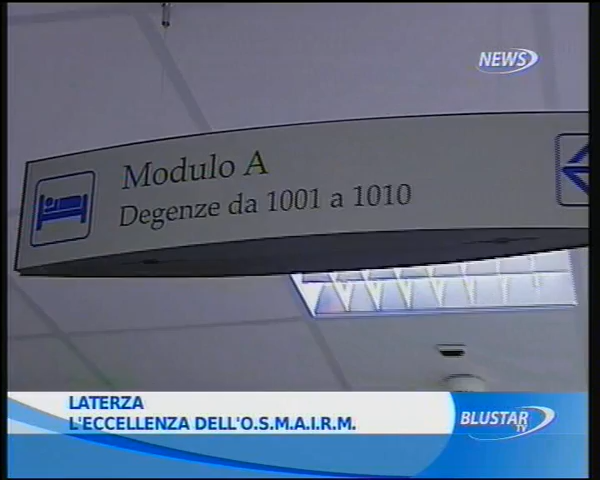 NEWS
Modulo A
Degenze da 1001 a 1010
LATERZA
L'ECCELLENZA DELL'O.S.M.A.I.R.M.
BLUSTAR
TV